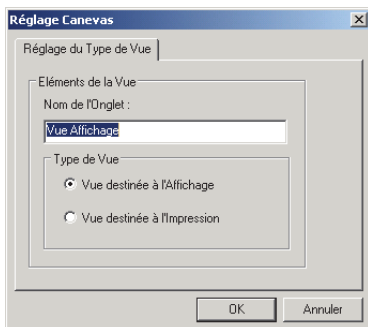 Réglage Canevas
Réglage du Type de Vue
Eléments de la Vue
Nom de l'Onglet :
Vue Affichage
Type de Vue
Vue destinée à l'Affichage
Vue destinée à l'Impression
OK
Annuler